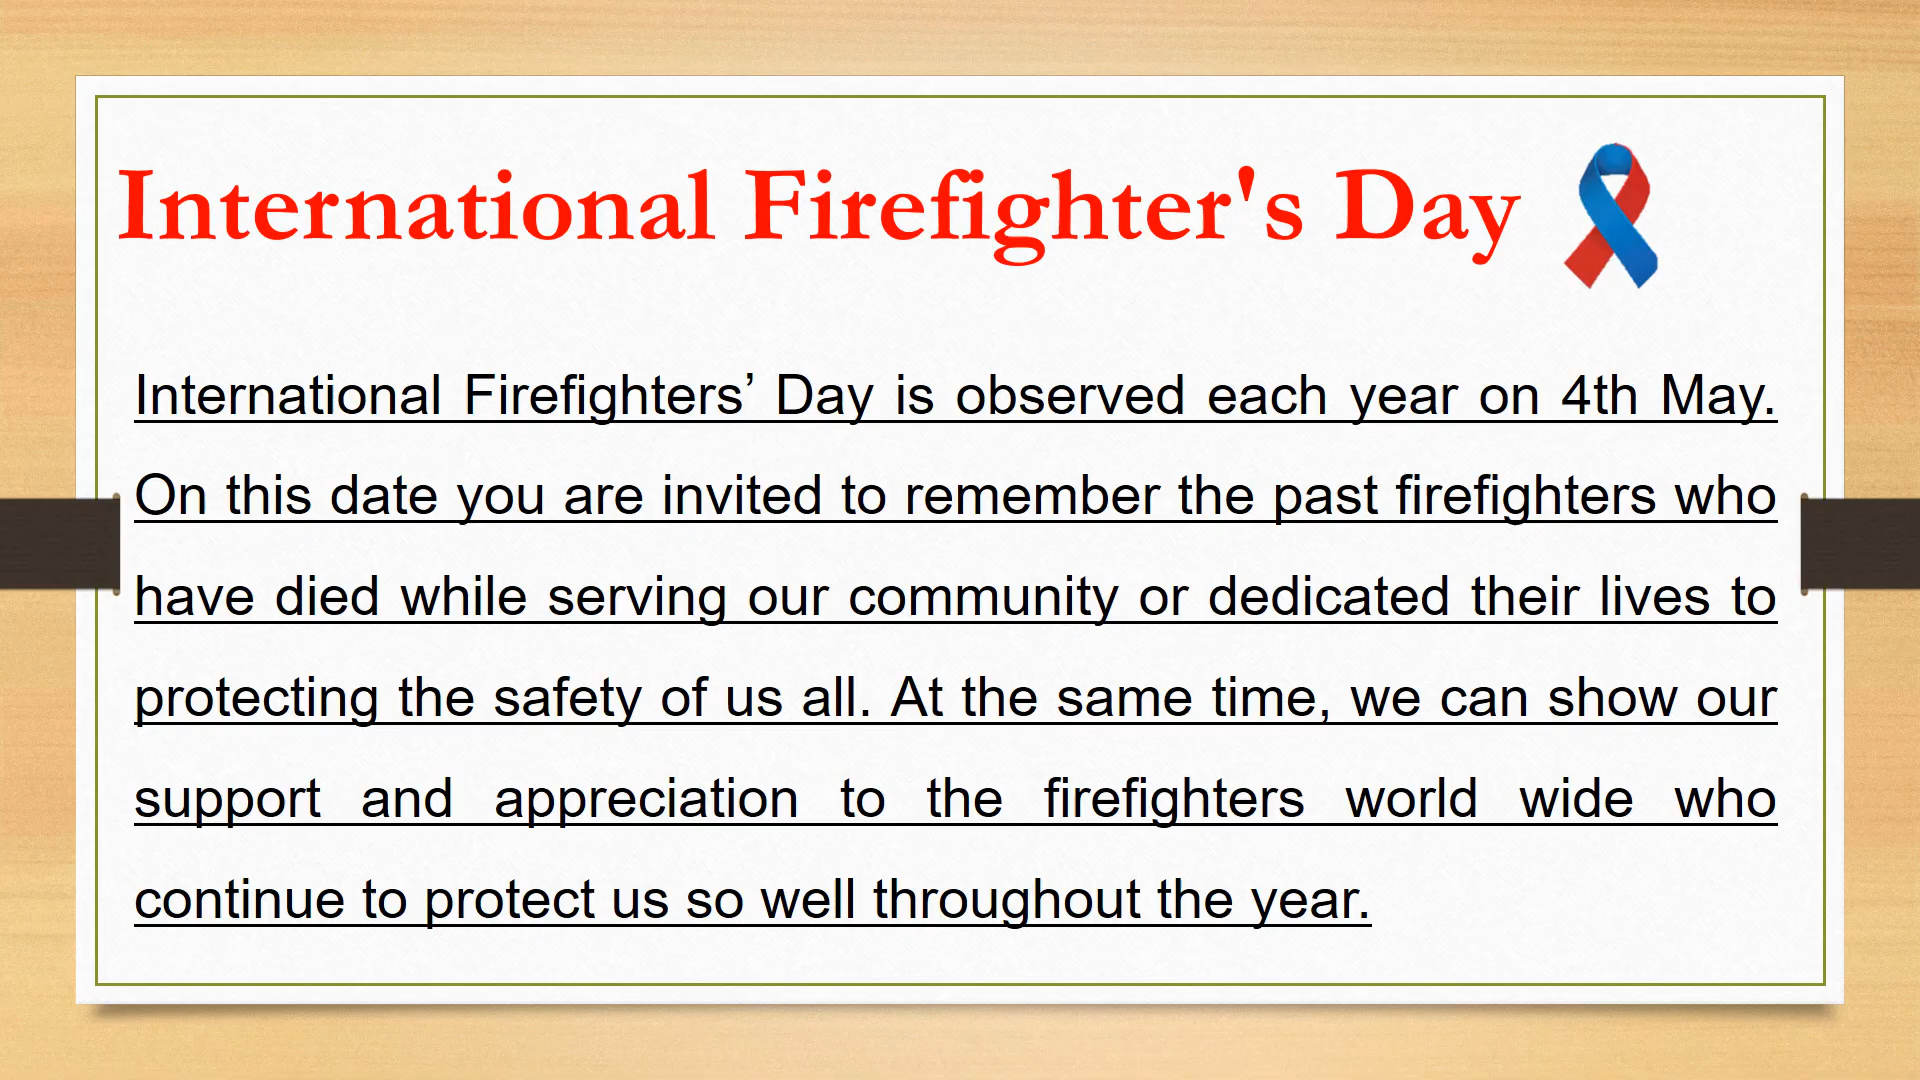 International Firefighter's Day
International Firefighters’ Day is observed each year on 4th May.
On this date you are invited to remember the past firefighters who
have died while serving our community or dedicated their lives to
protecting the safety of us all. At the same time, we can show our
support and appreciation to the firefighters world wide who
continue to protect us so well throughout the year.